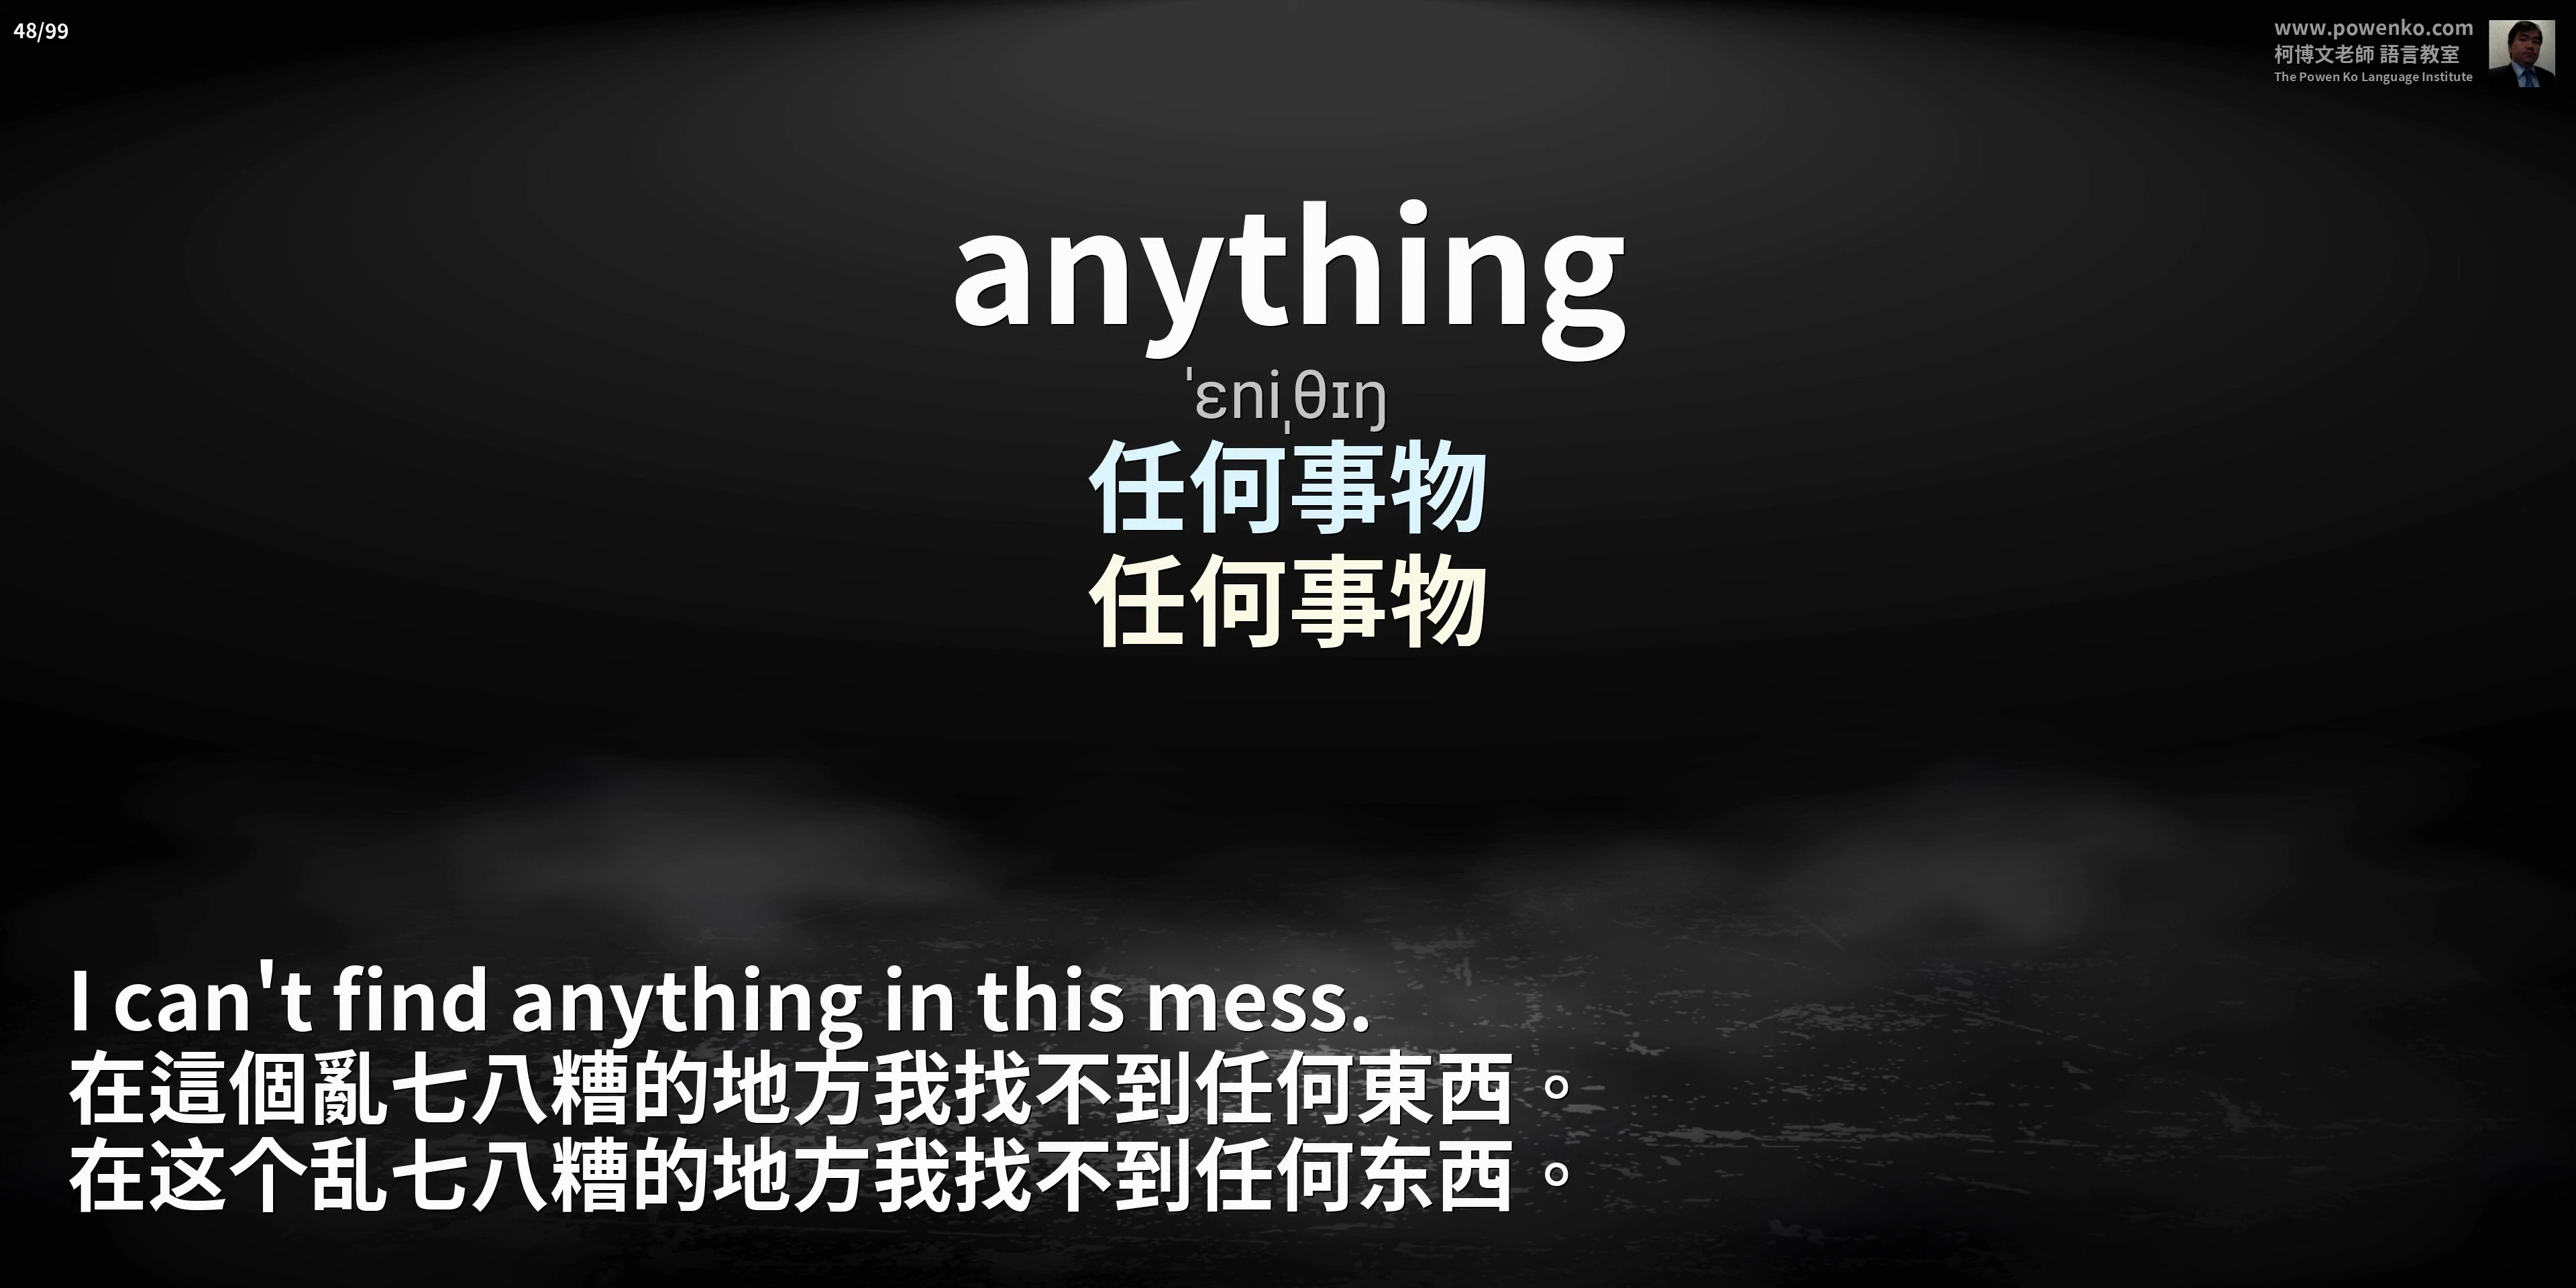 48/99
www.powenko.com
柯博文老師 語言教室
The Powen Ko Language Institute
anything
ˈɛniˌθɪŋ
任何事物
任何事物
I can't find anything in this mess.
在這個亂七八糟的地方我找不到任何東西。
在这个乱七八糟的地方我找不到任何东西。